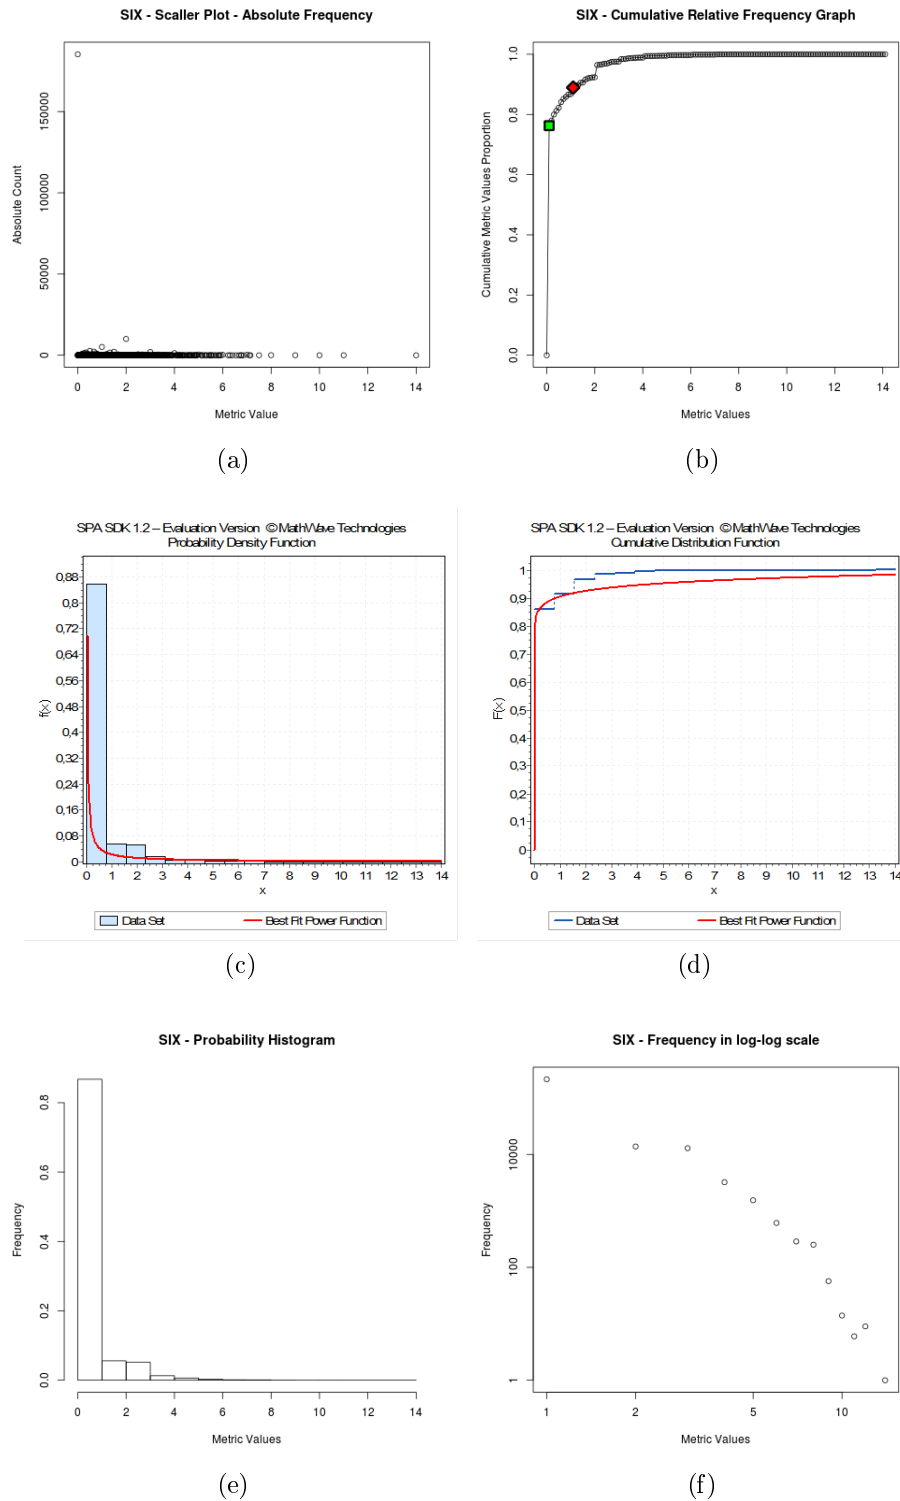 SIX - Scaller Plot - Absolute Frequency
Absolute Count
150000
100000
50000
0
0 2 4 6 8 10 12 14
Metric Value
(a)
SIX - Cumulative Relative Frequency Graph
Cumulative Metric Values Proportion
1.0
0.8
0.6
0.4
0.2
0.0
0 2 4 6 8 10 12 14
Metric Values
(b)
SPA SDK 1.2 – Evaluation Version © MathWave Technologies
Probability Density Function
f(x)
0,88
0,8
0,72
0,64
0,56
0,48
0,4
0,32
0,24
0,16
0,08
0
0 1 2 3 4 5 6 7 8 9 10 11 12 13 14
x
Data Set Best Fit Power Function
(c)
SPA SDK 1.2 – Evaluation Version © MathWave Technologies
Cumulative Distribution Function
F(x)
1
0,9
0,8
0,7
0,6
0,5
0,4
0,3
0,2
0,1
0
0 1 2 3 4 5 6 7 8 9 10 11 12 13 14
x
Data Set Best Fit Power Function
(d)
SIX - Probability Histogram
Frequency
0.8
0.6
0.4
0.2
0.0
0 2 4 6 8 10 12 14
Metric Values
(e)
SIX - Frequency in log-log scale
Frequency
10000
100
1
1 2 5 10
Metric Values
(f)